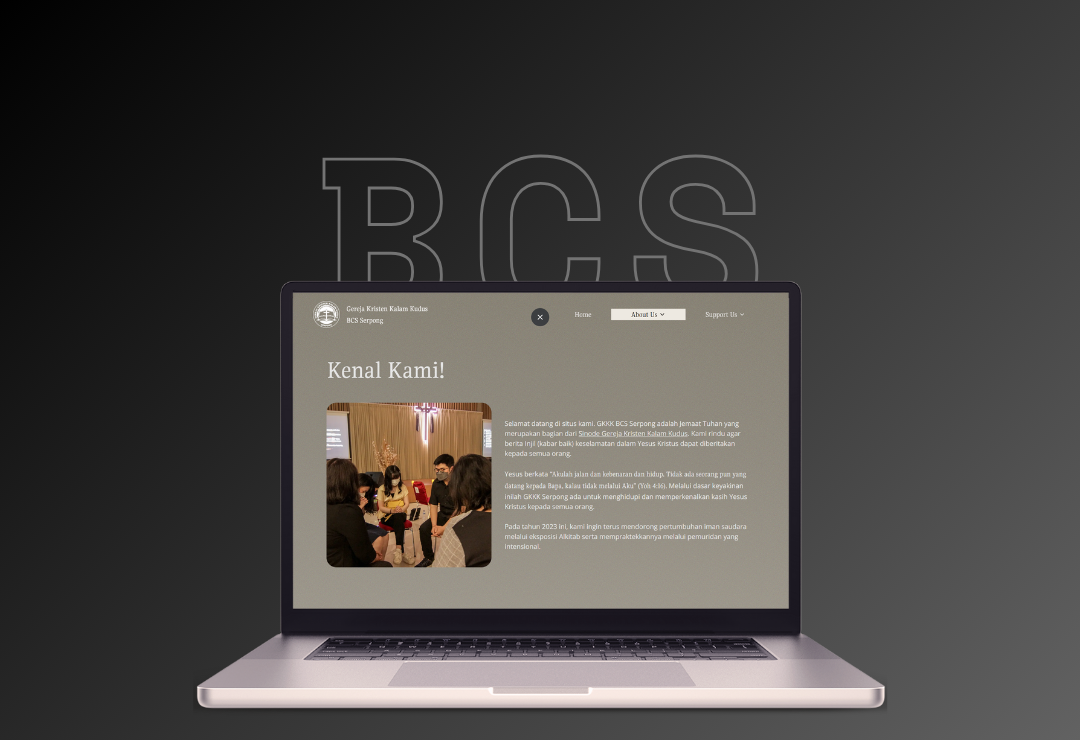 BCS
Gereja Kristen Kalam Kudus
BCS Serpong
Home
About Us
Support Us
Kenal Kami!
Selamat datang di situs kami. GKKK BCS Serpong adalah Jemaat Tuhan yang
merupakan bagian dari Sinode Gereja Kristen Kalam Kudus. Kami rindu agar
berita Injil (kabar baik) keselamatan dalam Yesus Kristus dapat diberitakan
kepada semua orang.
Yesus berkata "Akulah jalan dan kebenaran dan hidup. Tidak ada seorang pun yang
datang kepada Bapa, kalau tidak melalui Aku" (Yoh 4:16). Melalui dasar keyakinan
inilah GKKK Serpong ada untuk menghidupi dan memperkenalkan kasih Yesus
Kristus kepada semua orang.
Pada tahun 2023 ini, kami ingin terus mendorong pertumbuhan iman saudara
melalui eksposisi Alkitab serta mempraktekkannya melalui pemuridan yang
intensional.